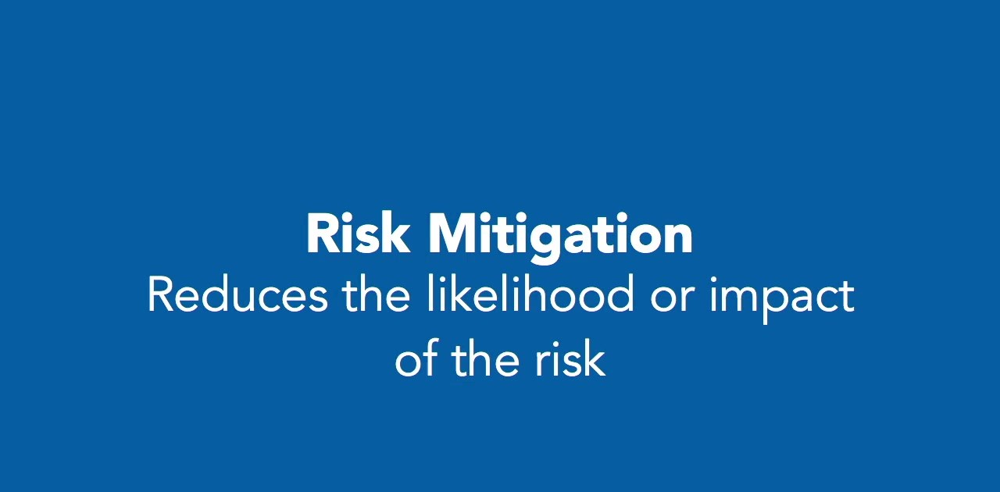 Risk Mitigation
Reduces the likelihood or impact
of the risk